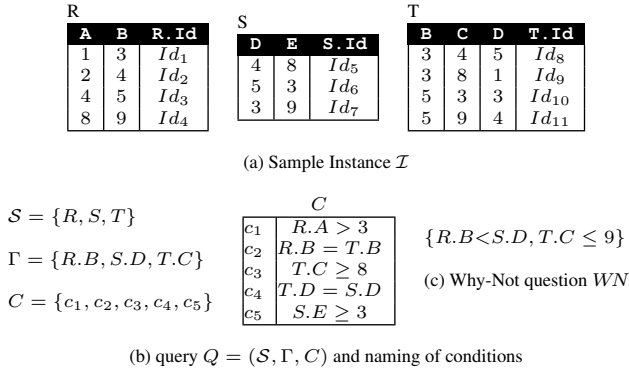 R
A B R.Id
1 3 Id₁
2 4 Id₂
4 5 Id₃
8 9 Id₄
S
D E S.Id
4 8 Id₅
5 3 Id₆
3 9 Id₇
T
B C D T.Id
3 4 5 Id₈
3 8 1 Id₉
5 3 3 Id₁₀
5 9 4 Id₁₁
(a) Sample Instance ℐ
𝒮 = {R, S, T}
Γ = {R.B, S.D, T.C}
C = {c₁, c₂, c₃, c₄, c₅}
C
c₁ R.A > 3
c₂ R.B = T.B
c₃ T.C ≥ 8
c₄ T.D = S.D
c₅ S.E ≥ 3
{R.B<S.D, T.C ≤ 9}
(c) Why-Not question WN
(b) query Q = (𝒮, Γ, C) and naming of conditions